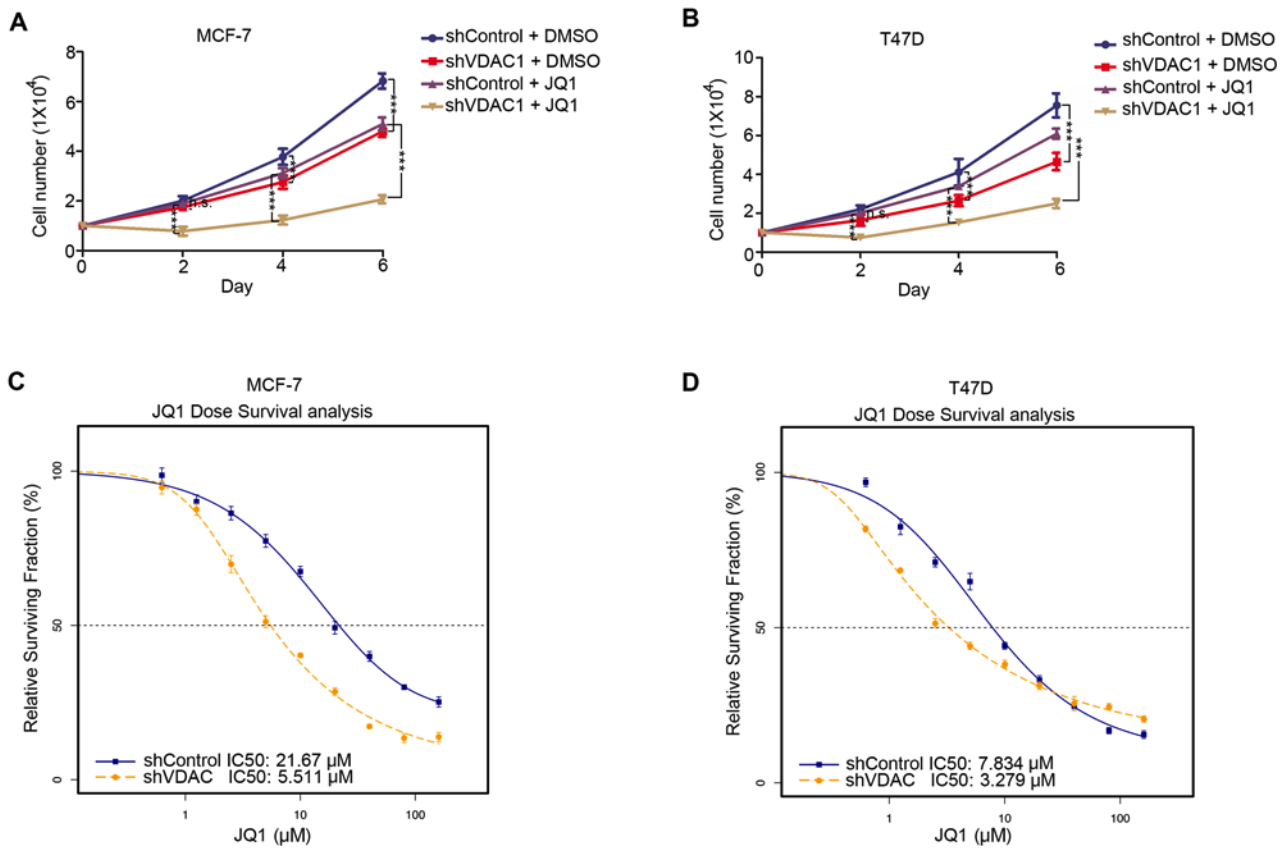 A
MCF-7
8
6
4
2
0
0
2
4
6
Cell number (1X10⁴)
Day
shControl + DMSO
shVDAC1 + DMSO
shControl + JQ1
shVDAC1 + JQ1
n.s.
***
***
B
T47D
10
8
6
4
2
0
0
2
4
6
Cell number (1X10⁴)
Day
shControl + DMSO
shVDAC1 + DMSO
shControl + JQ1
shVDAC1 + JQ1
n.s.
***
***
C
MCF-7
JQ1 Dose Survival analysis
Relative Surviving Fraction (%)
100
50
0
shControl IC50: 21.67 µM
shVDAC IC50: 5.511 µM
1
10
100
JQ1 (µM)
D
T47D
JQ1 Dose Survival analysis
Relative Surviving Fraction (%)
100
50
0
shControl IC50: 7.834 µM
shVDAC IC50: 3.279 µM
1
10
100
JQ1 (µM)